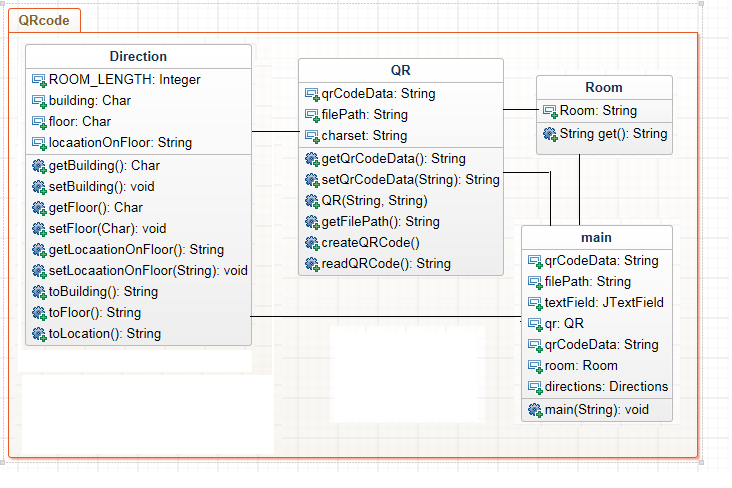 QRcode
Direction
ROOM_LENGTH: Integer
building: Char
floor: Char
locaationOnFloor: String
getBuilding(): Char
setBuilding(): void
getFloor(): Char
setFloor(Char): void
getLocaationOnFloor(): String
setLocaationOnFloor(String): void
toBuilding(): String
toFloor(): String
toLocation(): String
QR
qrCodeData: String
filePath: String
charset: String
getQrCodeData(): String
setQrCodeData(String): String
QR(String, String)
getFilePath(): String
createQRCode()
readQRCode(): String
Room
Room: String
String get(): String
main
qrCodeData: String
filePath: String
textField: JTextField
qr: QR
qrCodeData: String
room: Room
directions: Directions
main(String): void